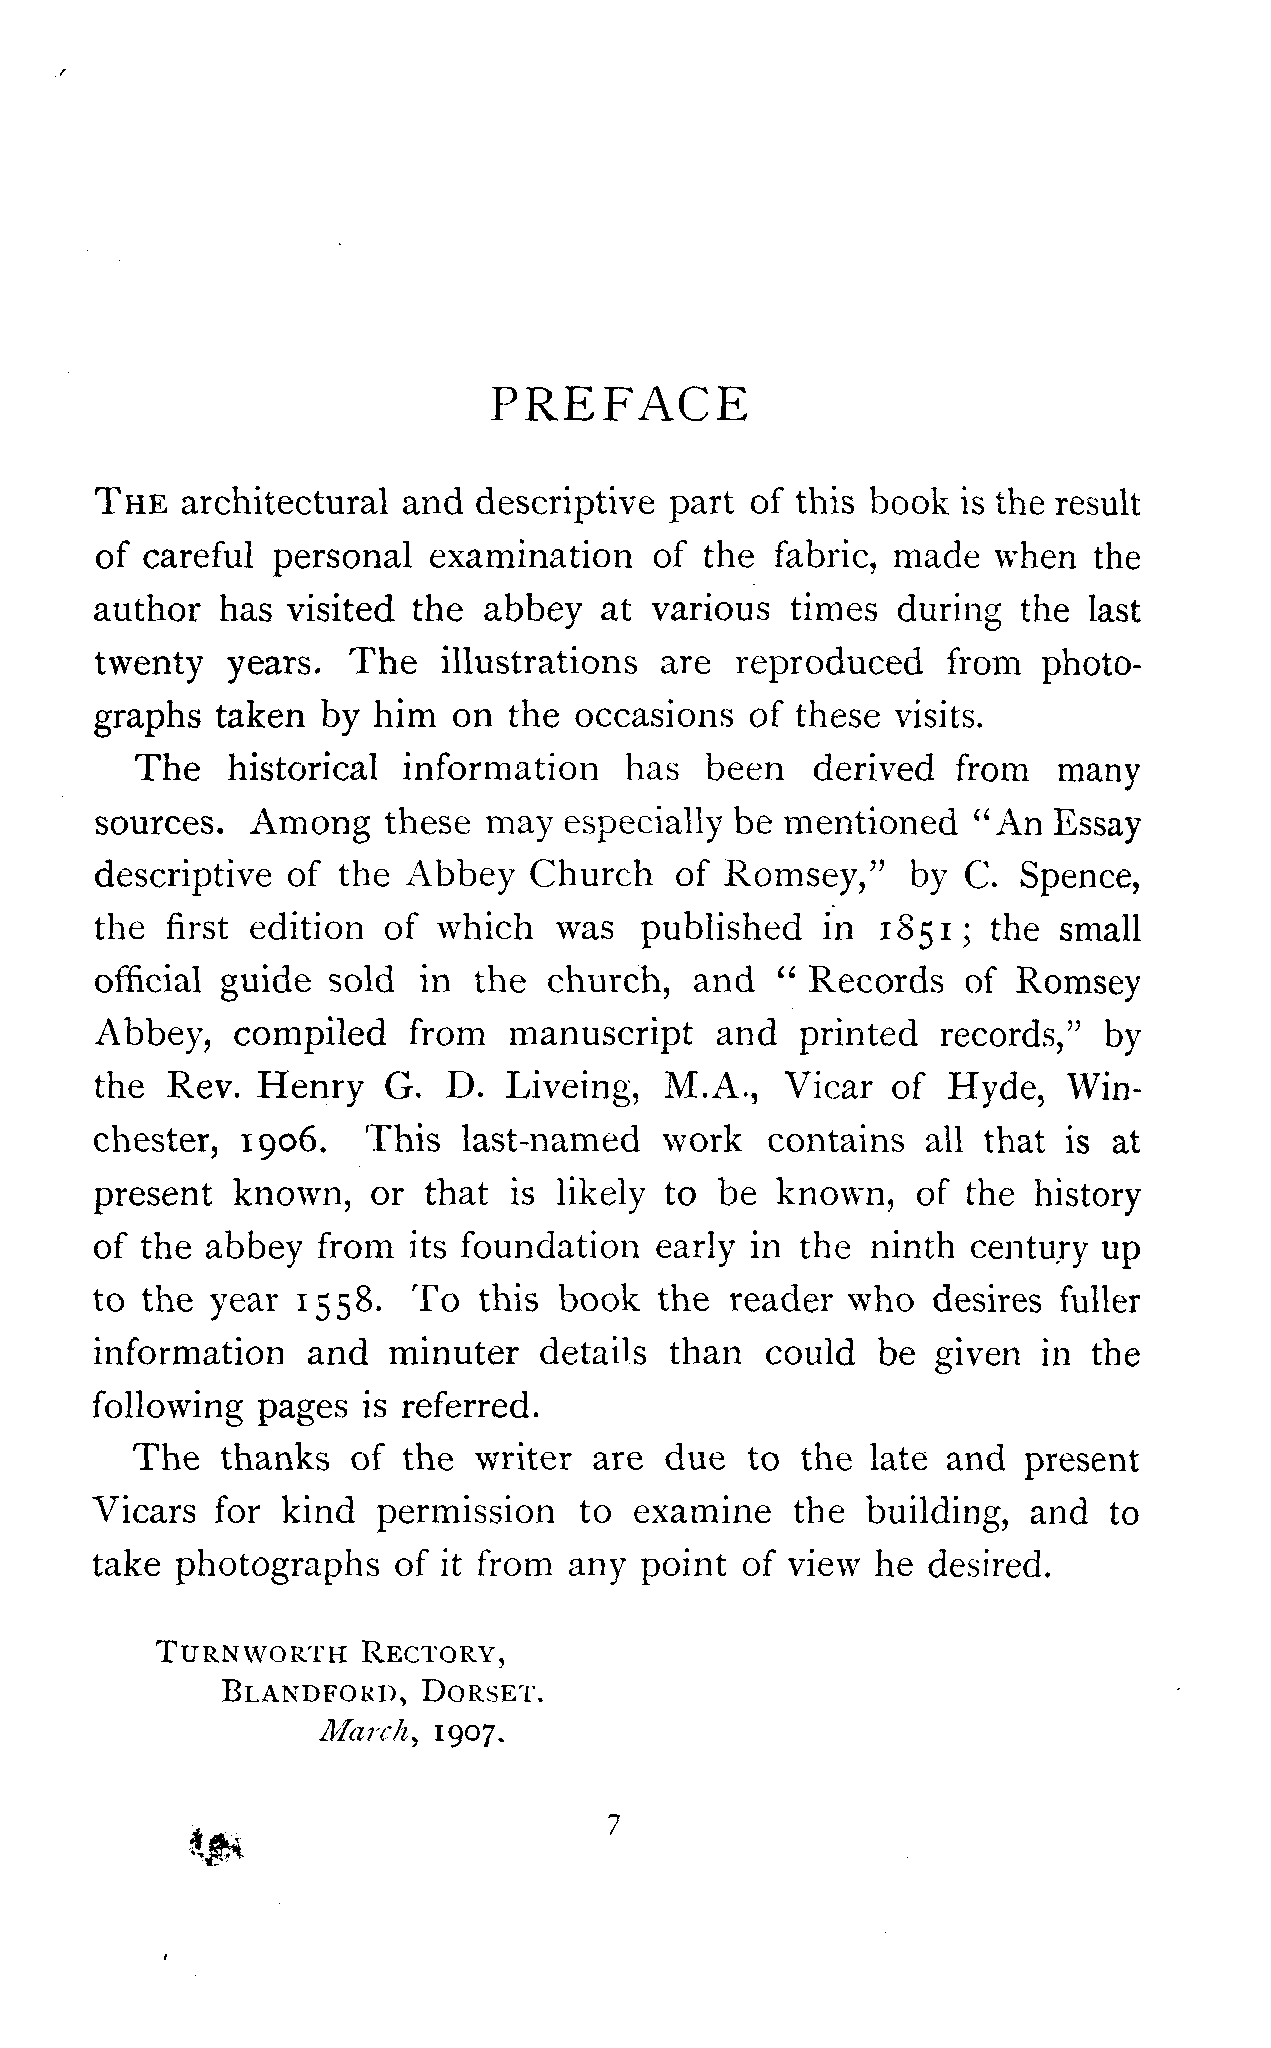 PREFACE
THE architectural and descriptive part of this book is the result
of careful personal examination of the fabric, made when the
author has visited the abbey at various times during the last
twenty years. The illustrations are reproduced from photo-
graphs taken by him on the occasions of these visits.
The historical information has been derived from many
sources. Among these may especially be mentioned “An Essay
descriptive of the Abbey Church of Romsey,” by C. Spence,
the first edition of which was published in 1851; the small
official guide sold in the church, and “Records of Romsey
Abbey, compiled from manuscript and printed records,” by
the Rev. Henry G. D. Liveing, M.A., Vicar of Hyde, Win-
chester, 1906. This last-named work contains all that is at
present known, or that is likely to be known, of the history
of the abbey from its foundation early in the ninth century up
to the year 1558. To this book the reader who desires fuller
information and minuter details than could be given in the
following pages is referred.
The thanks of the writer are due to the late and present
Vicars for kind permission to examine the building, and to
take photographs of it from any point of view he desired.
TURNWORTH RECTORY,
BLANDFORD, DORSET.
March, 1907.
7